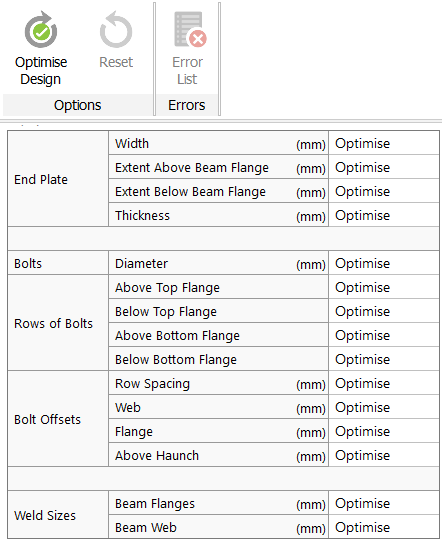 Optimise Design
Reset
Error List
Options
Errors
End Plate
Width (mm) Optimise
Extent Above Beam Flange (mm) Optimise
Extent Below Beam Flange (mm) Optimise
Thickness (mm) Optimise
Bolts
Diameter (mm) Optimise
Rows of Bolts
Above Top Flange Optimise
Below Top Flange Optimise
Above Bottom Flange Optimise
Below Bottom Flange Optimise
Bolt Offsets
Row Spacing (mm) Optimise
Web (mm) Optimise
Flange (mm) Optimise
Above Haunch (mm) Optimise
Weld Sizes
Beam Flanges (mm) Optimise
Beam Web (mm) Optimise